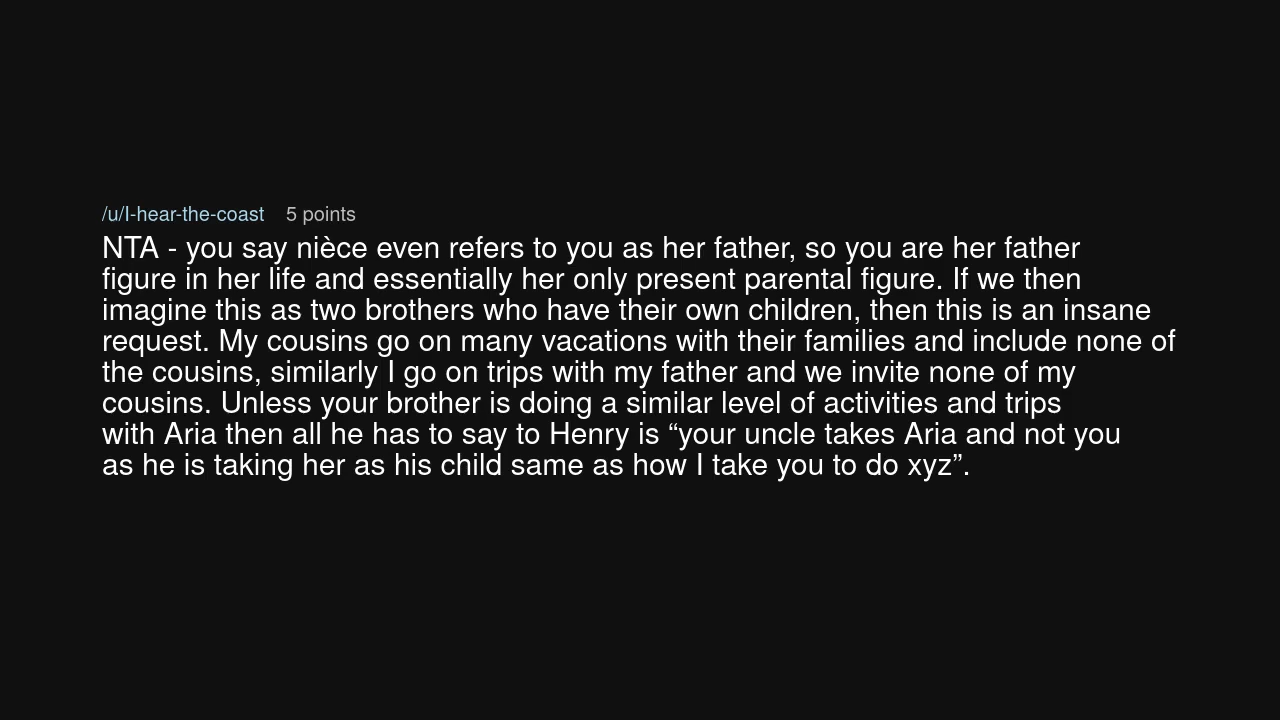 /u/I-hear-the-coast 5 points
NTA - you say nièce even refers to you as her father, so you are her father
figure in her life and essentially her only present parental figure. If we then
imagine this as two brothers who have their own children, then this is an insane
request. My cousins go on many vacations with their families and include none of
the cousins, similarly I go on trips with my father and we invite none of my
cousins. Unless your brother is doing a similar level of activities and trips
with Aria then all he has to say to Henry is “your uncle takes Aria and not you
as he is taking her as his child same as how I take you to do xyz”.